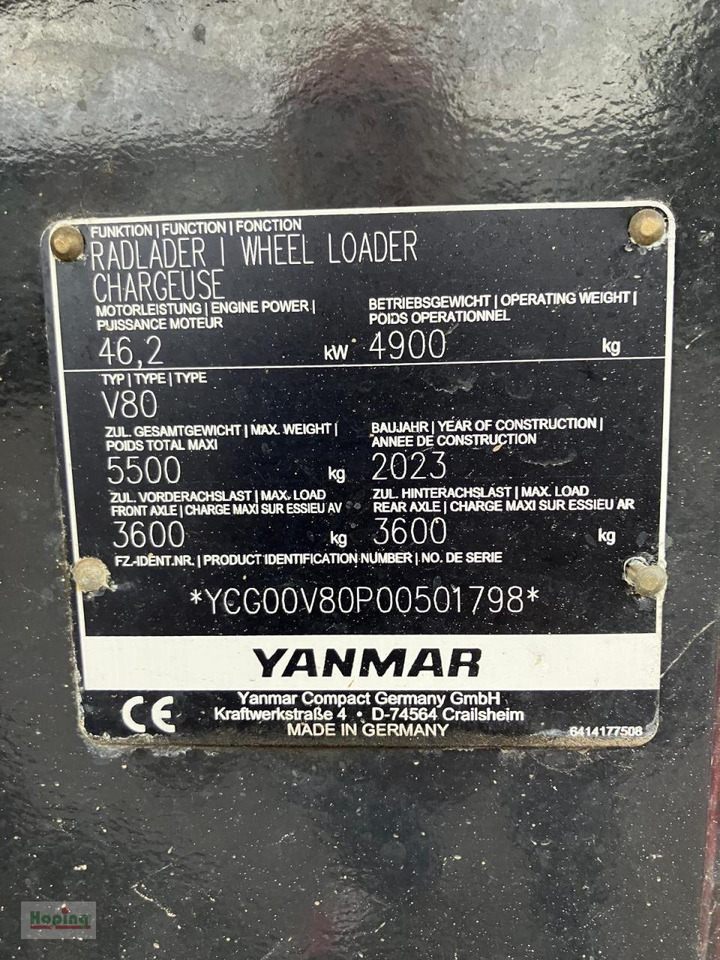 FUNKTION | FUNCTION | FONCTION
RADLADER | WHEEL LOADER
CHARGEUSE
MOTORLEISTUNG | ENGINE POWER |
PUISSANCE MOTEUR
46,2 kW
BETRIEBSGEWICHT | OPERATING WEIGHT |
POIDS OPERATIONNEL
4900 kg
TYP | TYPE | TYPE
V80
ZUL. GESAMTGEWICHT | MAX. WEIGHT |
POIDS TOTAL MAXI
5500 kg
BAUJAHR | YEAR OF CONSTRUCTION |
ANNEE DE CONSTRUCTION
2023
ZUL. VORDERACHSLAST | MAX. LOAD
FRONT AXLE | CHARGE MAXI SUR ESSIEU AV
3600 kg
ZUL. HINTERACHSLAST | MAX. LOAD
REAR AXLE | CHARGE MAXI SUR ESSIEU AR
3600 kg
FZ.-IDENT.NR. | PRODUCT IDENTIFICATION NUMBER | NO. DE SERIE
*YCG00V80P00501798*
YANMAR
CE
Yanmar Compact Germany GmbH
Kraftwerkstraße 4 • D-74564 Crailsheim
MADE IN GERMANY
6414177508
Hoping